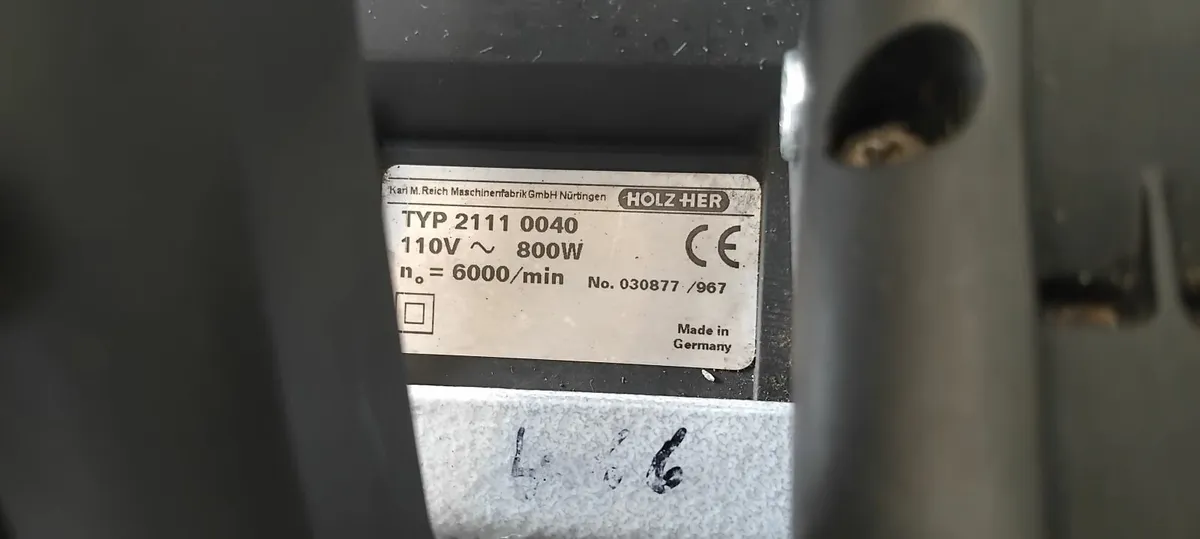 Karl M. Reich Maschinenfabrik GmbH Nürtingen HOLZ-HER
TYP 2111 0040
110V ~ 800W
no = 6000/min No. 030877 /967
CE
Made in
Germany